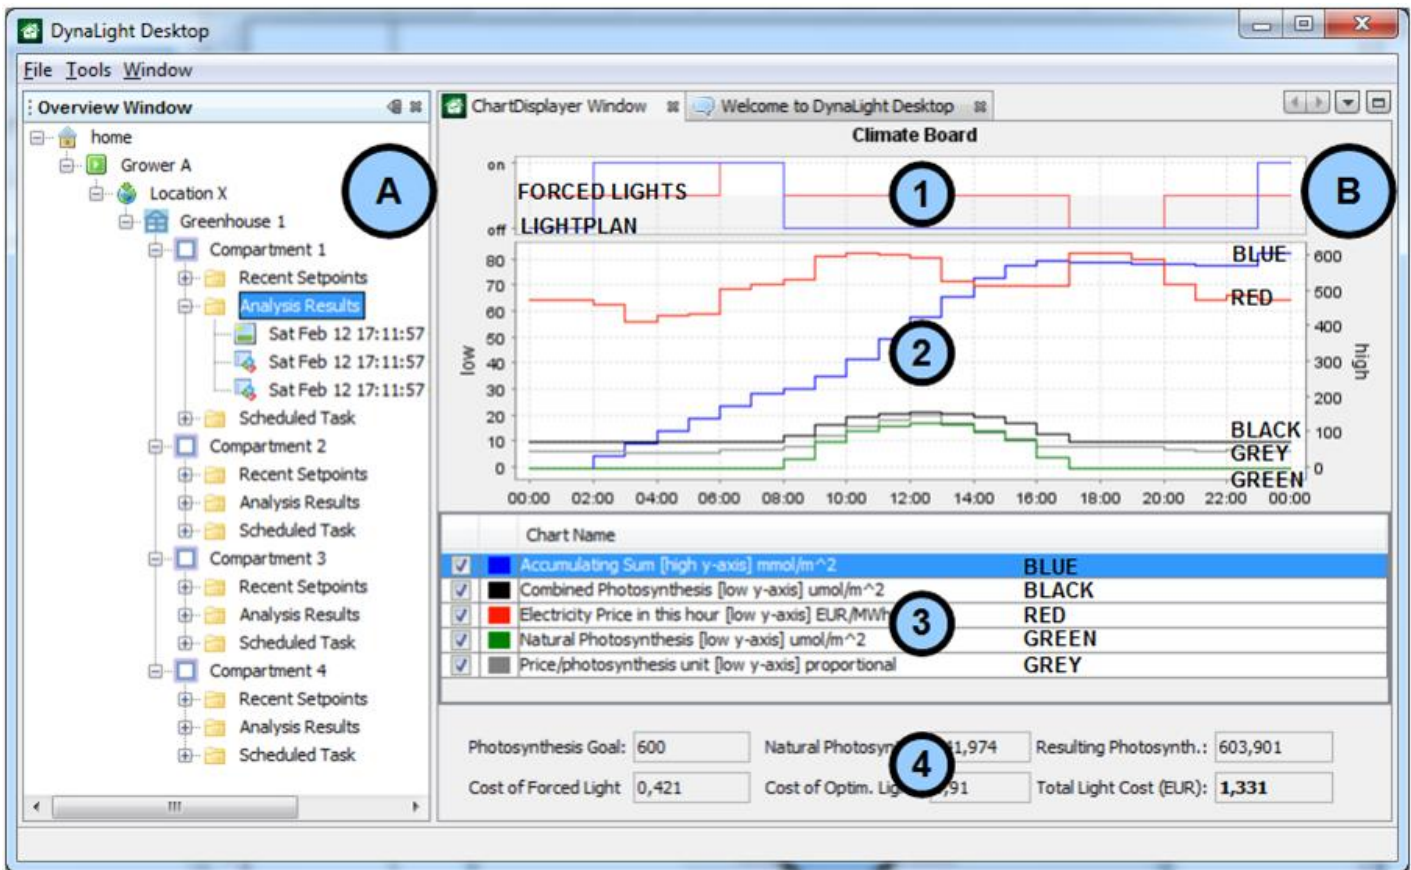 DynaLight Desktop
File Tools Window
Overview Window
home
Grower A
Location X
Greenhouse 1
Compartment 1
Recent Setpoints
Analysis Results
Sat Feb 12 17:11:57
Sat Feb 12 17:11:57
Sat Feb 12 17:11:57
Scheduled Task
Compartment 2
Recent Setpoints
Analysis Results
Scheduled Task
Compartment 3
Recent Setpoints
Analysis Results
Scheduled Task
Compartment 4
Recent Setpoints
Analysis Results
Scheduled Task
A
ChartDisplayer Window Welcome to DynaLight Desktop
Climate Board
on
FORCED LIGHTS
1
B
off
LIGHTPLAN
80
70
60
50
40
30
20
10
0
low
2
BLUE
RED
BLACK
GREY
GREEN
600
500
400
300
200
100
0
high
00:00 02:00 04:00 06:00 08:00 10:00 12:00 14:00 16:00 18:00 20:00 22:00 00:00
Chart Name
Accumulating Sum [high y-axis] mmol/m^2 BLUE
Combined Photosynthesis [low y-axis] umol/m^2 BLACK
Electricity Price in this hour [low y-axis] EUR/MWh RED
3
Natural Photosynthesis [low y-axis] umol/m^2 GREEN
Price/photosynthesis unit [low y-axis] proportional GREY
Photosynthesis Goal: 600 Natural 1,974 Resulting Photosynth.: 603,901
4
Cost of Forced Light 0,421 Cost of Optim. ,91 Total Light Cost (EUR): 1,331